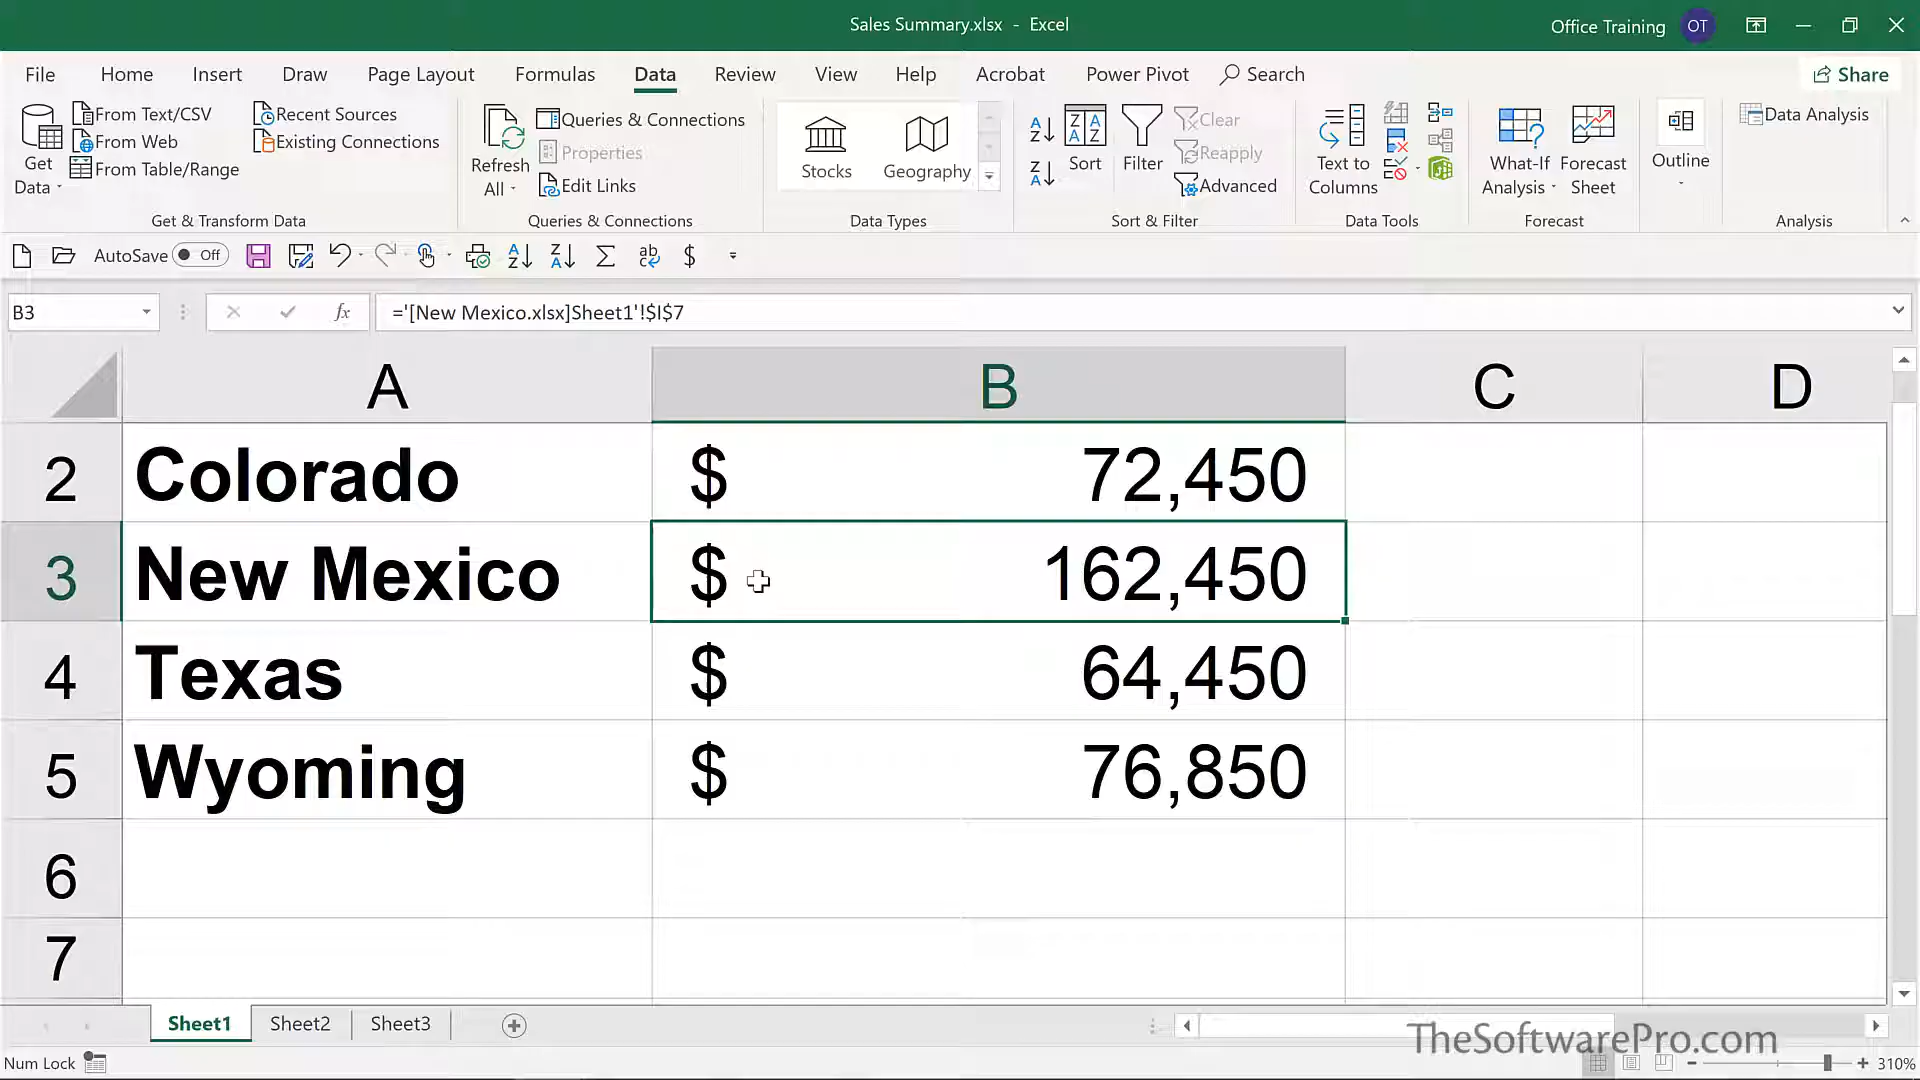 Sales Summary.xlsx - Excel
Office Training OT
File Home Insert Draw Page Layout Formulas Data Review View Help Acrobat Power Pivot Search Share
Get Data
From Text/CSV
From Web
From Table/Range
Recent Sources
Existing Connections
Get & Transform Data
Refresh All
Queries & Connections
Properties
Edit Links
Queries & Connections
Stocks
Geography
Data Types
Sort
Filter
Clear
Reapply
Advanced
Sort & Filter
Text to Columns
Data Tools
What-If Analysis
Forecast Sheet
Forecast
Outline
Data Analysis
Analysis
AutoSave Off
B3
fx
='[New Mexico.xlsx]Sheet1'!$I$7
A B C D
2 Colorado $ 72,450
3 New Mexico $ 162,450
4 Texas $ 64,450
5 Wyoming $ 76,850
6
7
Sheet1 Sheet2 Sheet3
TheSoftwarePro.com
Num Lock
310%